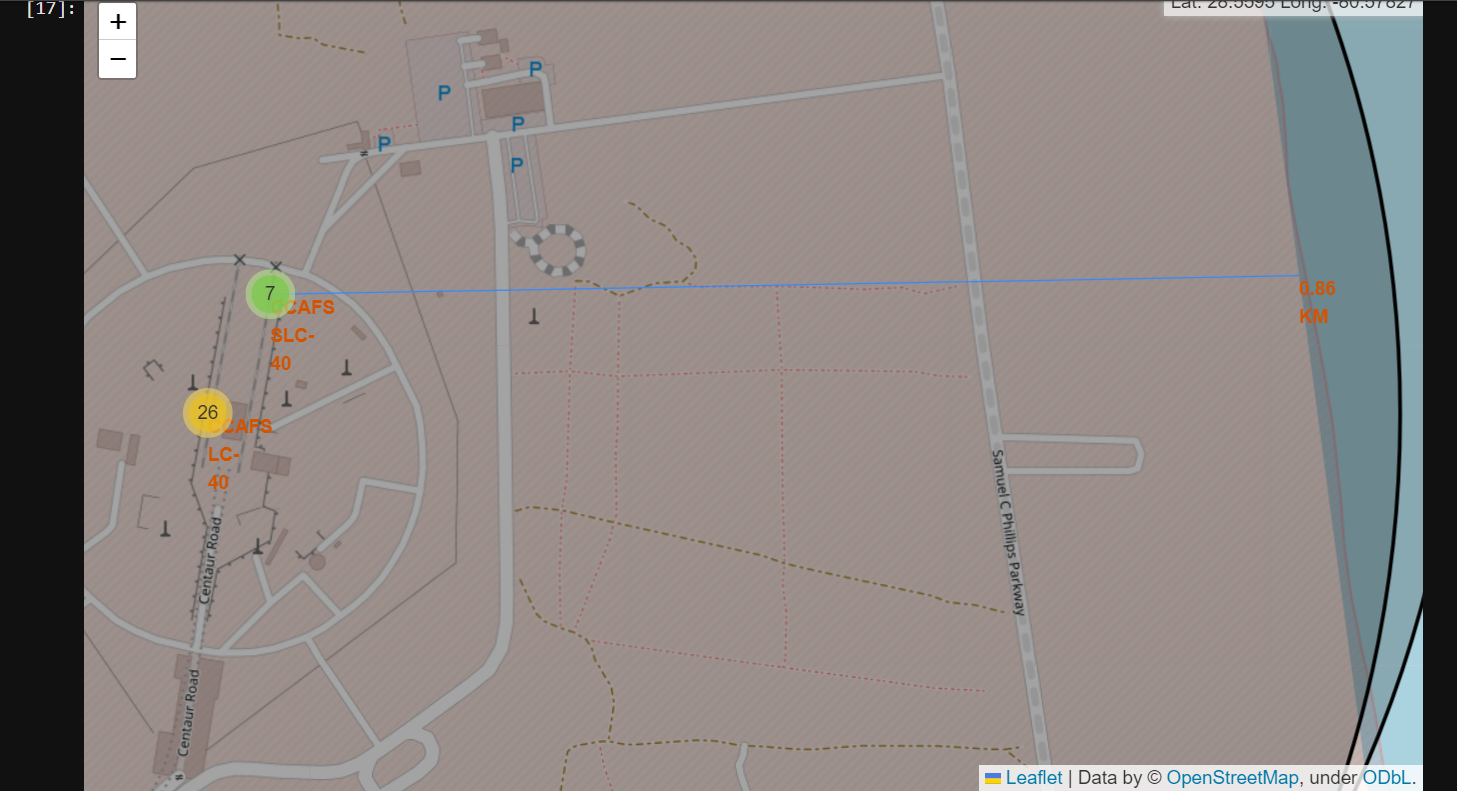 [17]:
Lat: 28.5595 Long: -80.57827
+
−
P
P
P
P
P
7
CCAFS
SLC-
40
0.86
KM
26
CCAFS
LC-
40
Samuel C Phillips Parkway
Centaur Road
Centaur Road
Leaflet | Data by © OpenStreetMap, under ODbL.